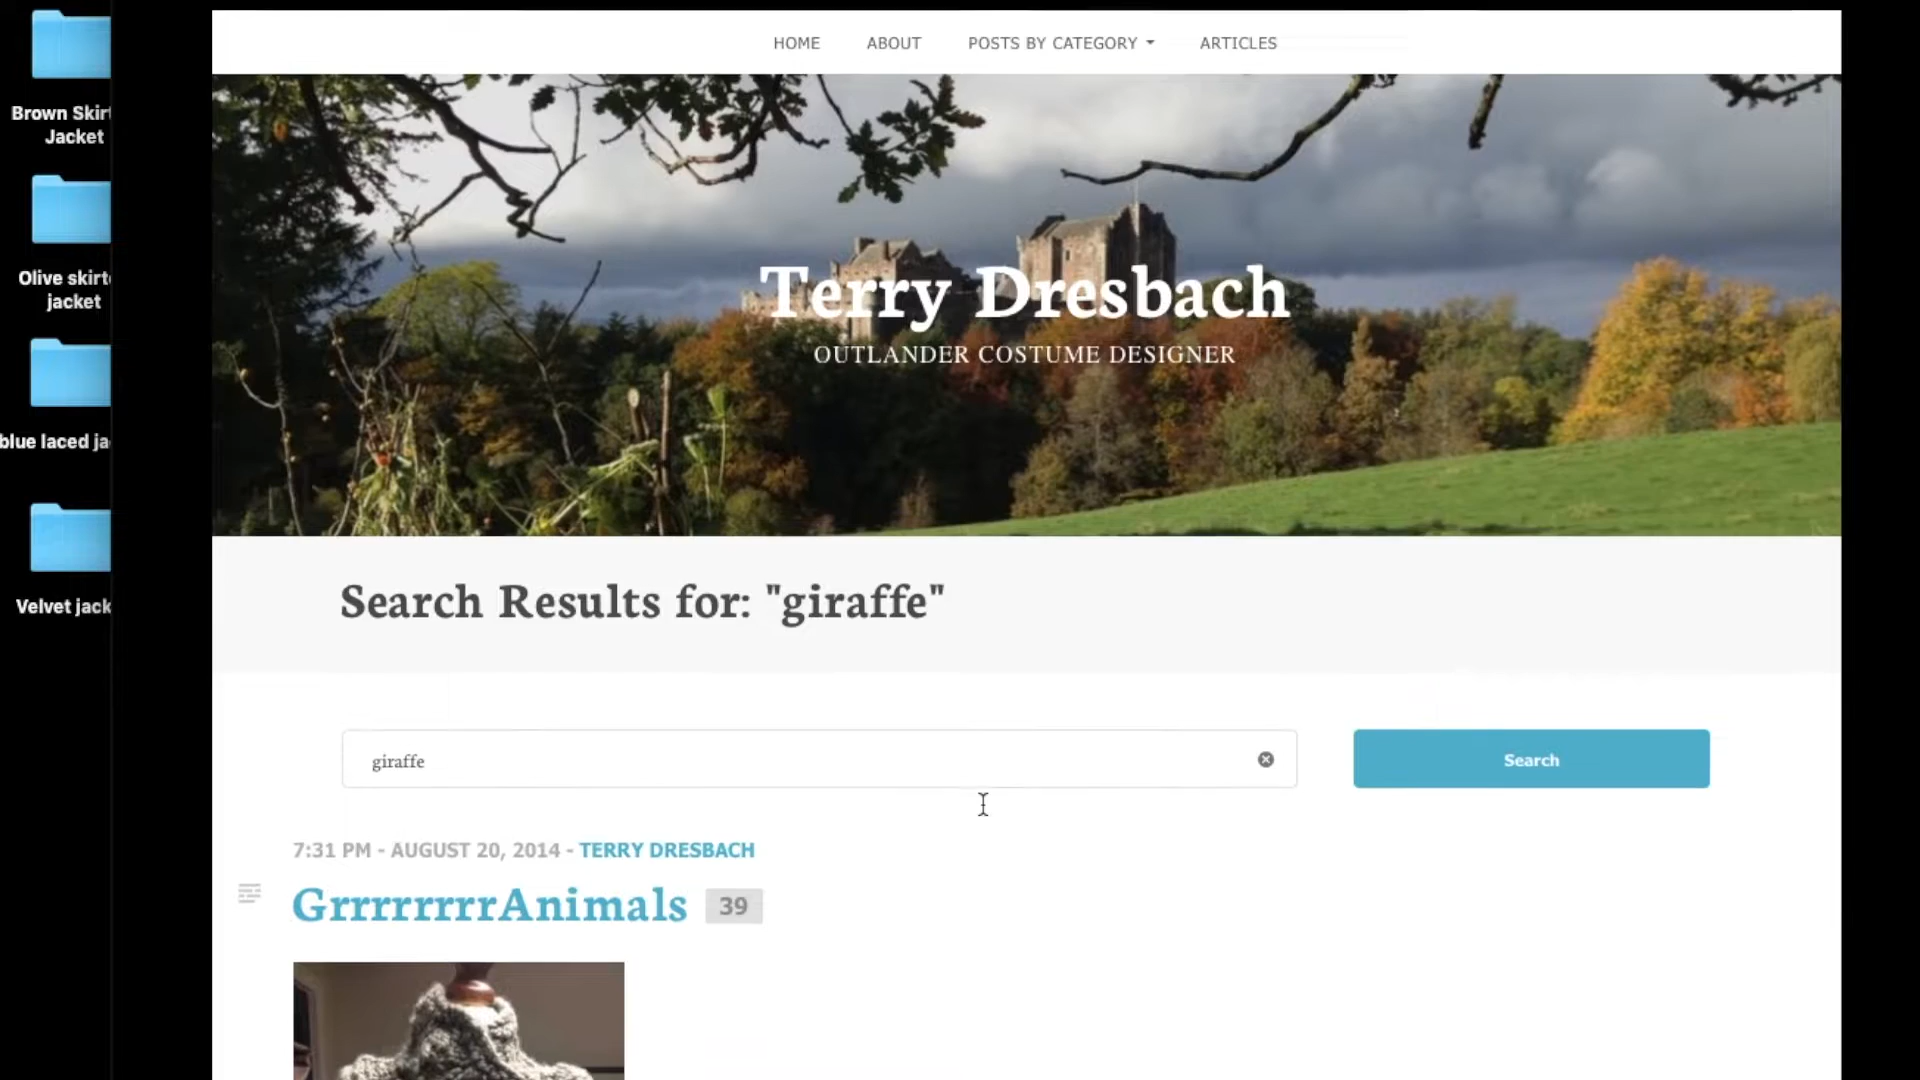 HOME ABOUT POSTS BY CATEGORY ARTICLES
Terry Dresbach
OUTLANDER COSTUME DESIGNER
Search Results for: "giraffe"
giraffe
Search
7:31 PM - AUGUST 20, 2014 - TERRY DRESBACH
GrrrrrrrrAnimals 39
Brown Skirt
Jacket
Olive skirt
jacket
blue laced ja
Velvet jack